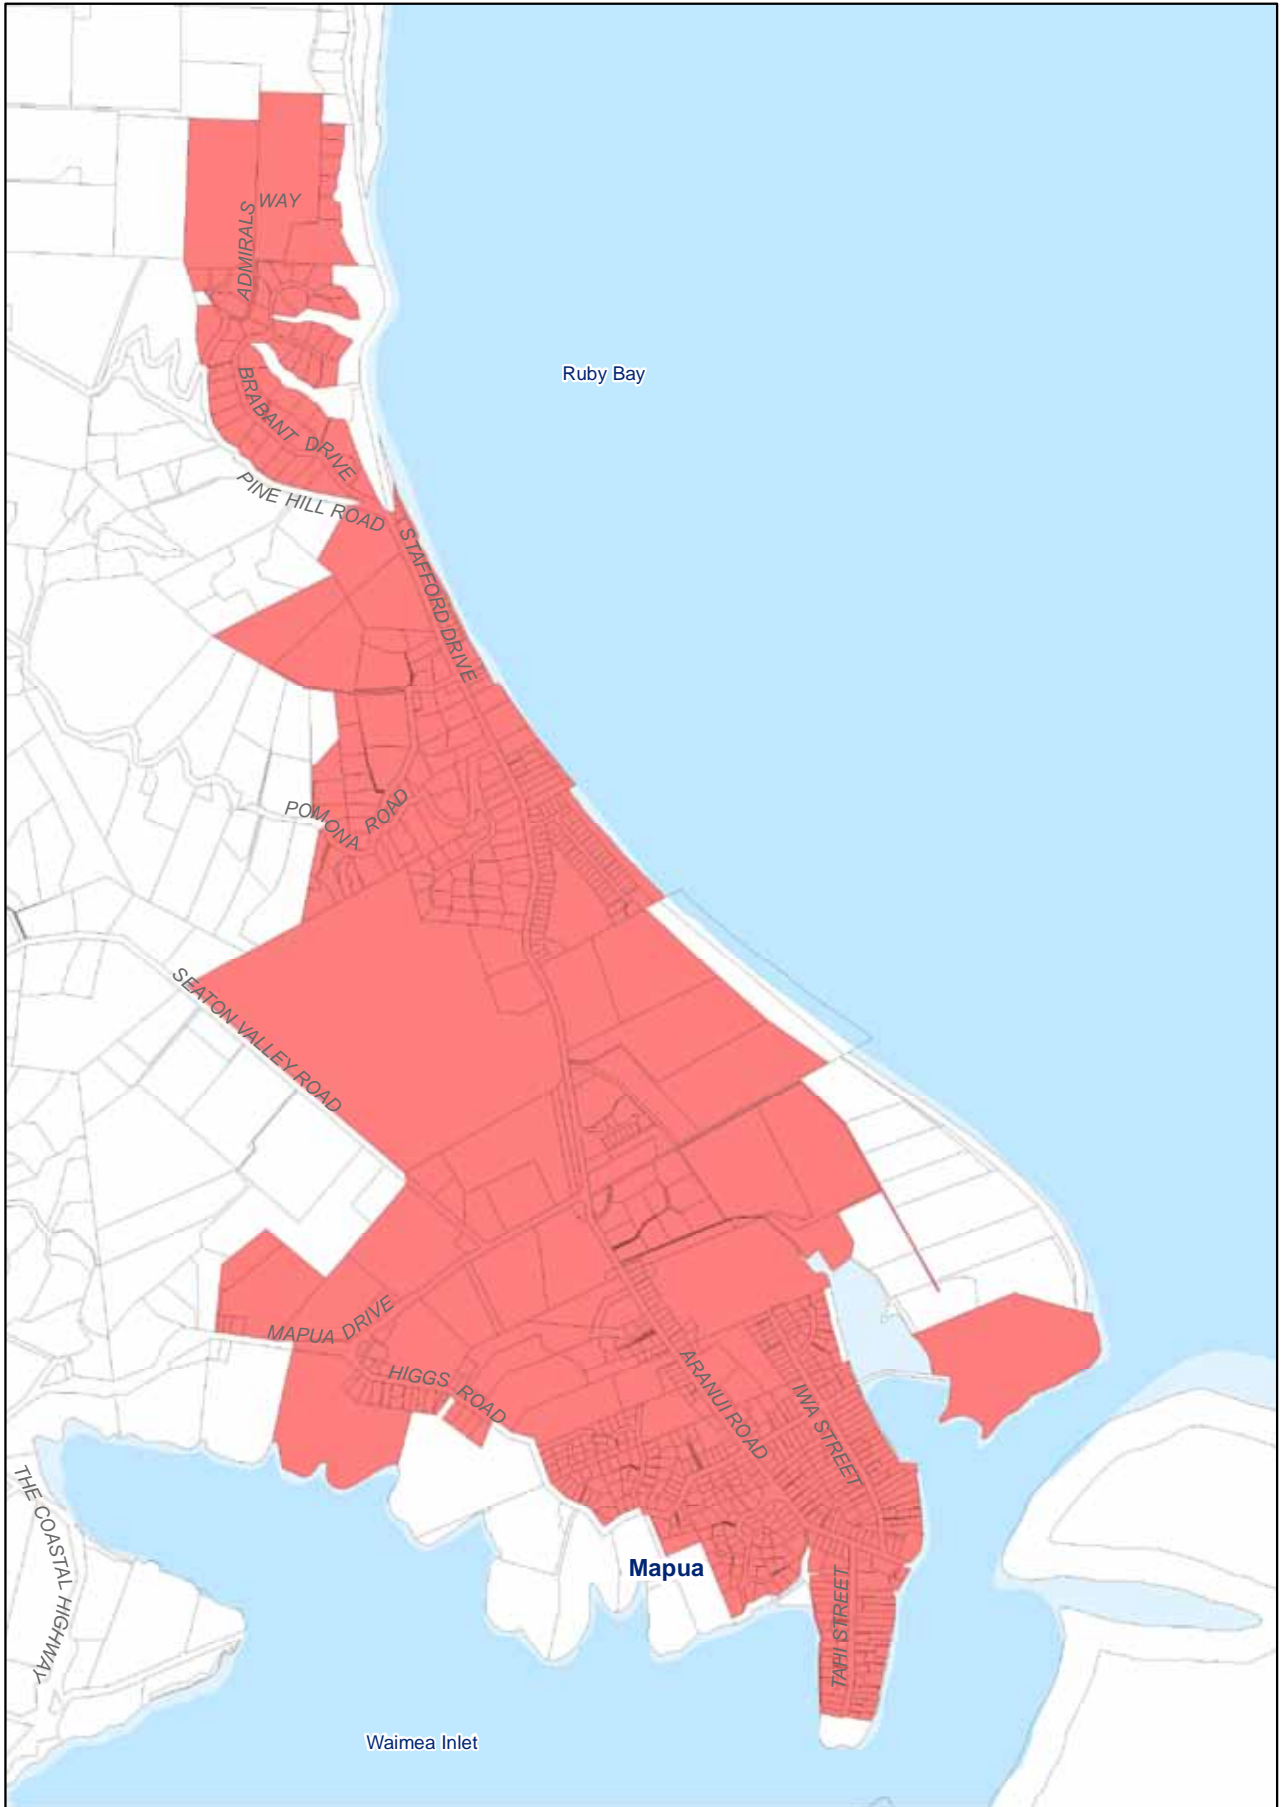 ADMIRALS WAY
Ruby Bay
BRABANT DRIVE
PINE HILL ROAD
STAFFORD DRIVE
POMONA ROAD
SEATON VALLEY ROAD
MAPUA DRIVE
HIGGS ROAD
ARANUI ROAD
IWA STREET
THE COASTAL HIGHWAY
Mapua
TAHI STREET
Waimea Inlet